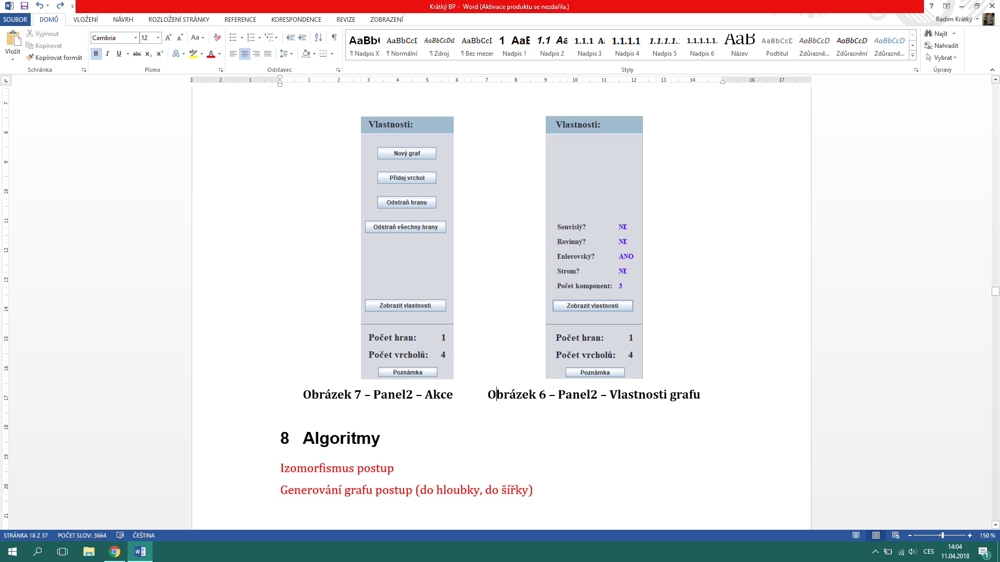 Krátký BP - Word (Aktivace produktu se nezdařila.)
SOUBOR DOMŮ VLOŽENÍ NÁVRH ROZLOŽENÍ STRÁNKY REFERENCE KORESPONDENCE REVIZE ZOBRAZENÍ Radim Krátký
Vložit
Vyjmout
Kopírovat
Kopírovat formát
Schránka
Cambria 12
Písmo
Odstavec
AaBb( AaBbCcI AaBbCcDd. AaBbCcI 1 AaE 1.1 Aa 1.1.1 A: 1.1.1.1 1.1.1.1. 1.1.1.1.1. AaB AaBbCcD AaBbCcD AaBbCcD AaBbCcD
¶ Nadpis X ¶ Normální ¶ Zdroj ¶ Bez mezer Nadpis 1 Nadpis 2 Nadpis 3 Nadpis 4 Nadpis 5 Nadpis 6 Název Podtitul Zdůrazně... Zdůraznění Zdůrazně...
Styly
Najít
Nahradit
Vybrat
Úpravy
3 2 1 1 2 3 4 5 6 7 8 9 10 11 12 13 14 16 17
7
8
9
10
11
12
13
14
15
16
17
18
19
20
21
Vlastnosti:
Nový graf
Přidej vrchol
Odstraň hranu
Odstraň všechny hrany
Zobrazit vlastnosti
Počet hran: 1
Počet vrcholů: 4
Poznámka
Vlastnosti:
Souvislý? NE
Rovinný? NE
Eulerovský? ANO
Strom? NE
Počet komponent: 3
Zobrazit vlastnosti
Počet hran: 1
Počet vrcholů: 4
Poznámka
Obrázek 7 – Panel2 – Akce Obrázek 6 – Panel2 – Vlastnosti grafu
8 Algoritmy
Izomorfismus postup
Generování grafu postup (do hloubky, do šířky)
STRÁNKA 18 Z 37 POČET SLOV: 3664 ČEŠTINA 150 %
CES
14:04
11.04.2018
1